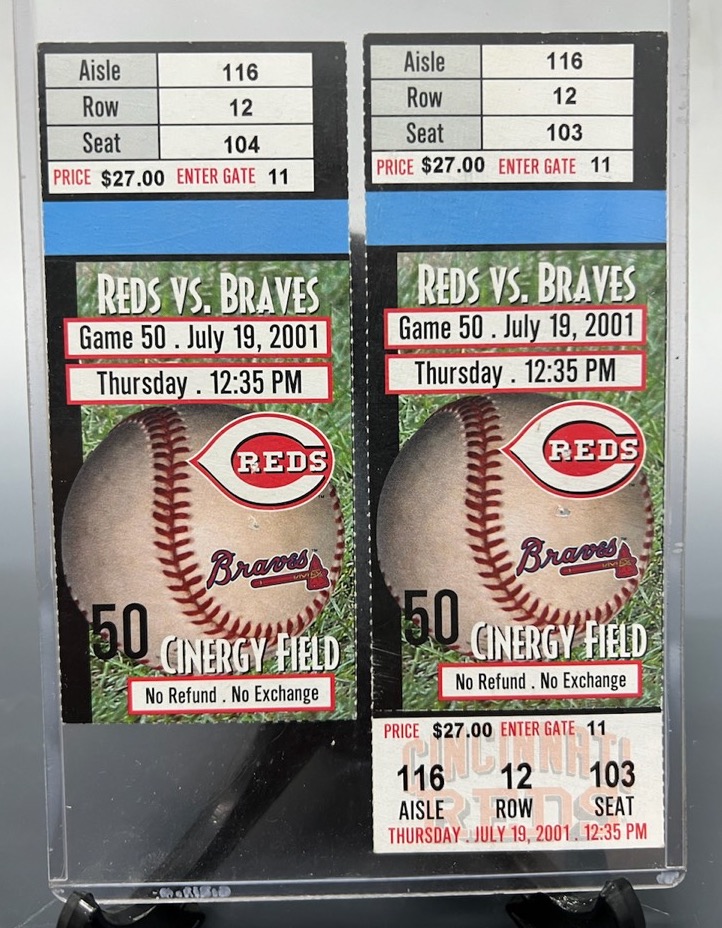 Aisle 116
Row 12
Seat 104
PRICE $27.00 ENTER GATE 11
REDS VS. BRAVES
Game 50 . July 19, 2001
Thursday . 12:35 PM
REDS
Braves
50
CINERGY FIELD
No Refund . No Exchange
Aisle 116
Row 12
Seat 103
PRICE $27.00 ENTER GATE 11
REDS VS. BRAVES
Game 50 . July 19, 2001
Thursday . 12:35 PM
REDS
Braves
50
CINERGY FIELD
No Refund . No Exchange
PRICE $27.00 ENTER GATE 11
CINCINNATI
REDS
116 12 103
AISLE ROW SEAT
THURSDAY . JULY 19, 2001 . 12:35 PM